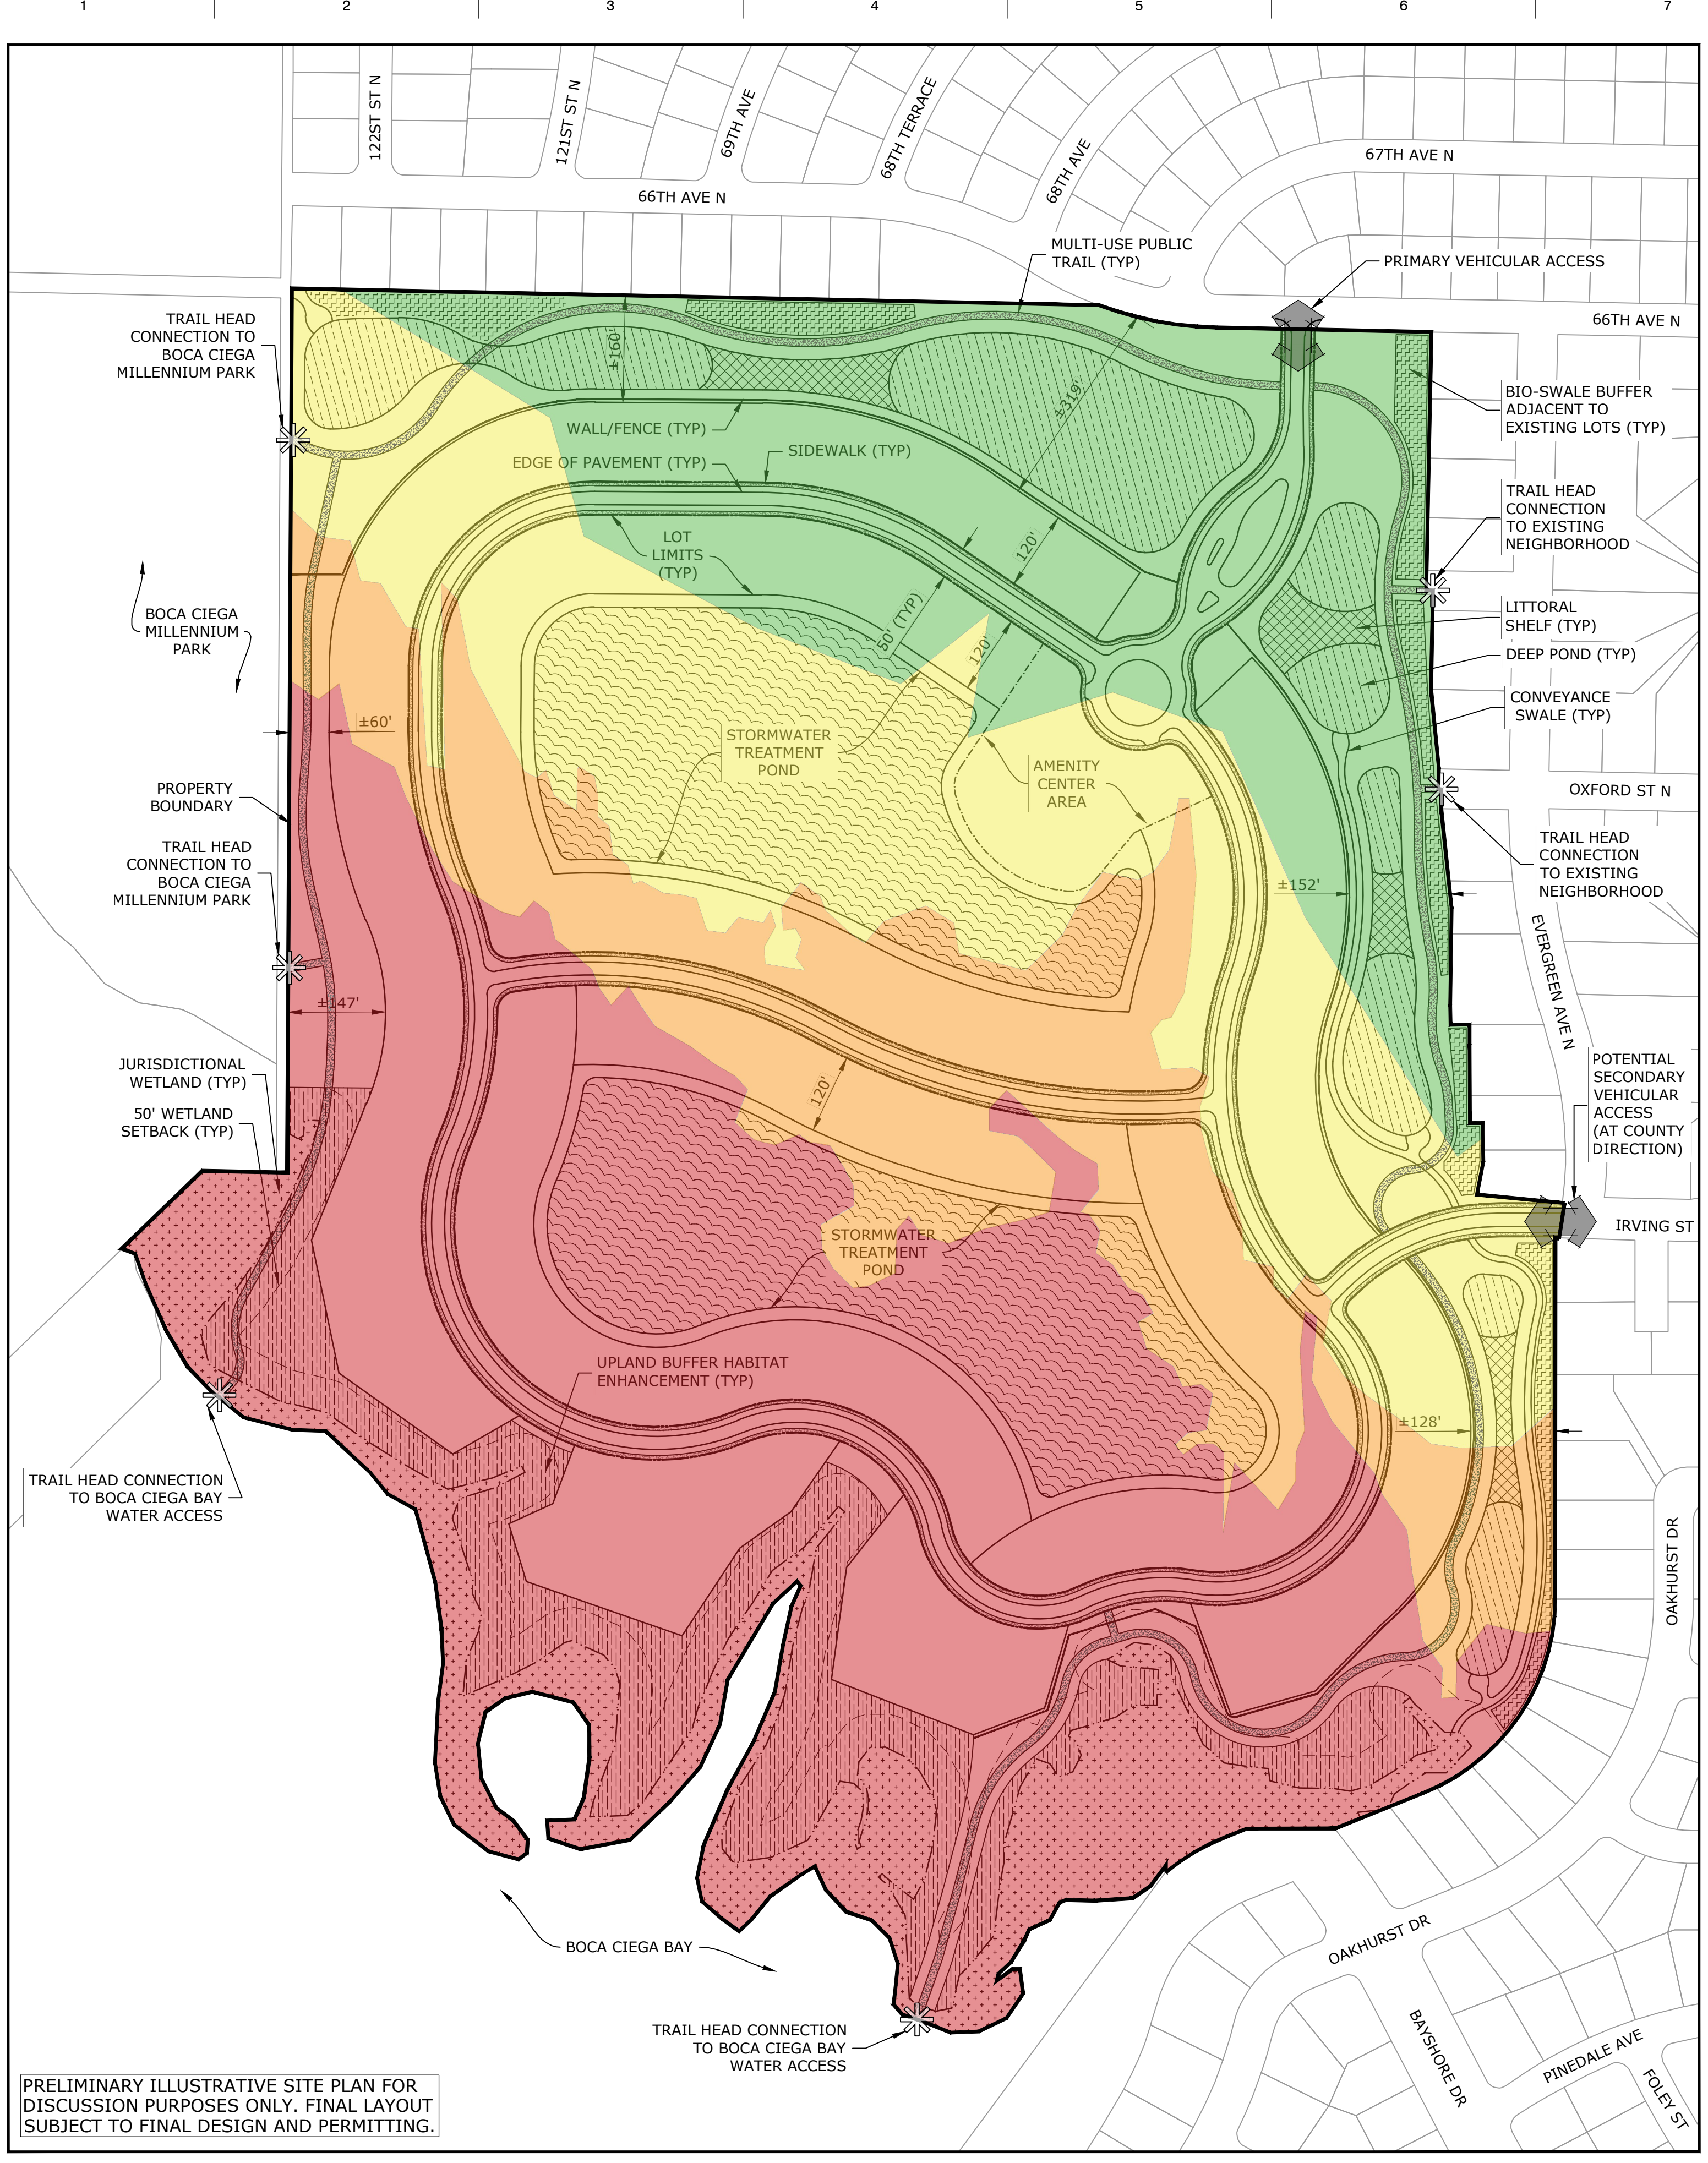 1 2 3 4 5 6 7
122ST ST N
121ST ST N
69TH AVE
68TH TERRACE
68TH AVE
67TH AVE N
66TH AVE N
MULTI-USE PUBLIC
TRAIL (TYP)
PRIMARY VEHICULAR ACCESS
66TH AVE N
TRAIL HEAD
CONNECTION TO
BOCA CIEGA
MILLENNIUM PARK
±160'
±319'
BIO-SWALE BUFFER
ADJACENT TO
EXISTING LOTS (TYP)
WALL/FENCE (TYP)
SIDEWALK (TYP)
EDGE OF PAVEMENT (TYP)
TRAIL HEAD
CONNECTION
TO EXISTING
NEIGHBORHOOD
LOT
LIMITS
(TYP)
120'
50' (TYP)
120'
BOCA CIEGA
MILLENNIUM
PARK
LITTORAL
SHELF (TYP)
DEEP POND (TYP)
CONVEYANCE
SWALE (TYP)
±60'
STORMWATER
TREATMENT
POND
AMENITY
CENTER
AREA
PROPERTY
BOUNDARY
OXFORD ST N
TRAIL HEAD
CONNECTION TO
BOCA CIEGA
MILLENNIUM PARK
TRAIL HEAD
CONNECTION
TO EXISTING
NEIGHBORHOOD
±152'
EVERGREEN AVE N
±147'
JURISDICTIONAL
WETLAND (TYP)
50' WETLAND
SETBACK (TYP)
120'
POTENTIAL
SECONDARY
VEHICULAR
ACCESS
(AT COUNTY
DIRECTION)
IRVING ST
STORMWATER
TREATMENT
POND
UPLAND BUFFER HABITAT
ENHANCEMENT (TYP)
±128'
TRAIL HEAD CONNECTION
TO BOCA CIEGA BAY
WATER ACCESS
OAKHURST DR
BOCA CIEGA BAY
OAKHURST DR
TRAIL HEAD CONNECTION
TO BOCA CIEGA BAY
WATER ACCESS
BAYSHORE DR
PINEDALE AVE
FOLEY ST
PRELIMINARY ILLUSTRATIVE SITE PLAN FOR
DISCUSSION PURPOSES ONLY. FINAL LAYOUT
SUBJECT TO FINAL DESIGN AND PERMITTING.